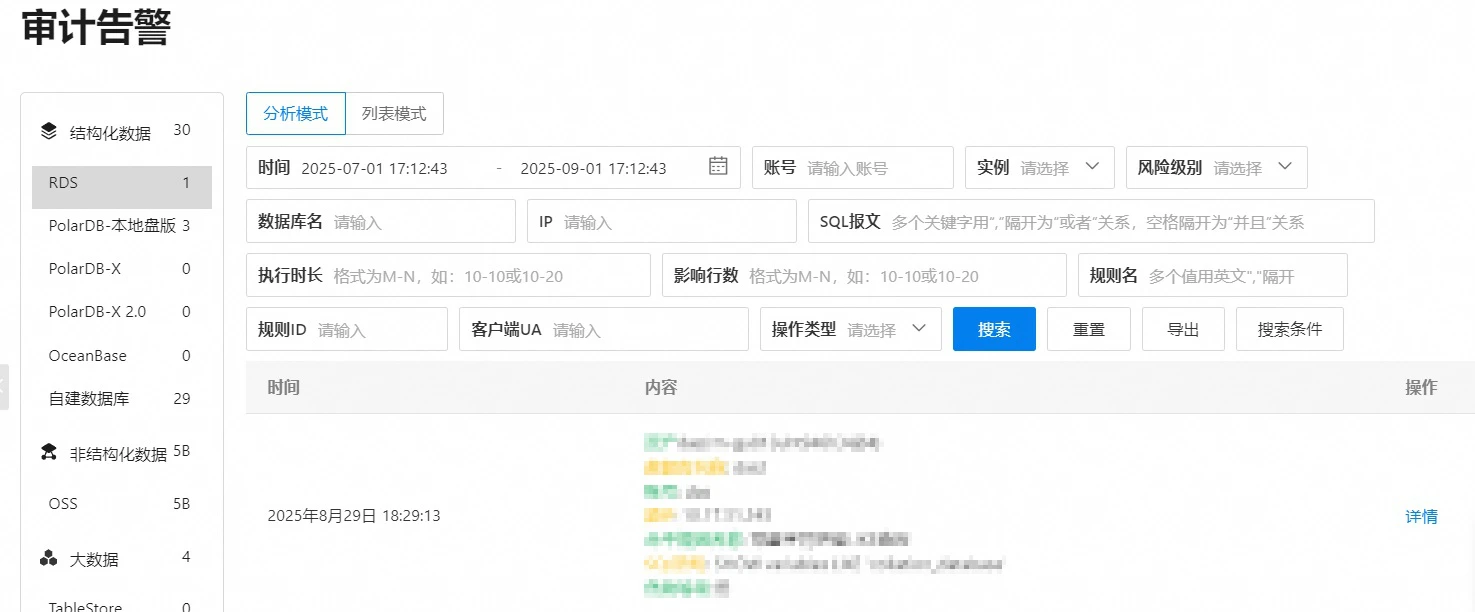 审计告警
结构化数据 30
RDS 1
PolarDB-本地盘版 3
PolarDB-X 0
PolarDB-X 2.0 0
OceanBase 0
自建数据库 29
非结构化数据 5B
OSS 5B
大数据 4
TableStore 0
分析模式 列表模式
时间 2025-07-01 17:12:43 - 2025-09-01 17:12:43 账号 请输入账号 实例 请选择 风险级别 请选择
数据库名 请输入 IP 请输入 SQL报文 多个关键字用“,”隔开为“或者”关系，空格隔开为“并且”关系
执行时长 格式为M-N，如：10-10或10-20 影响行数 格式为M-N，如：10-10或10-20 规则名 多个值用英文","隔开
规则ID 请输入 客户端UA 请输入 操作类型 请选择 搜索 重置 导出 搜索条件
时间 内容 操作
2025年8月29日 18:29:13 详情